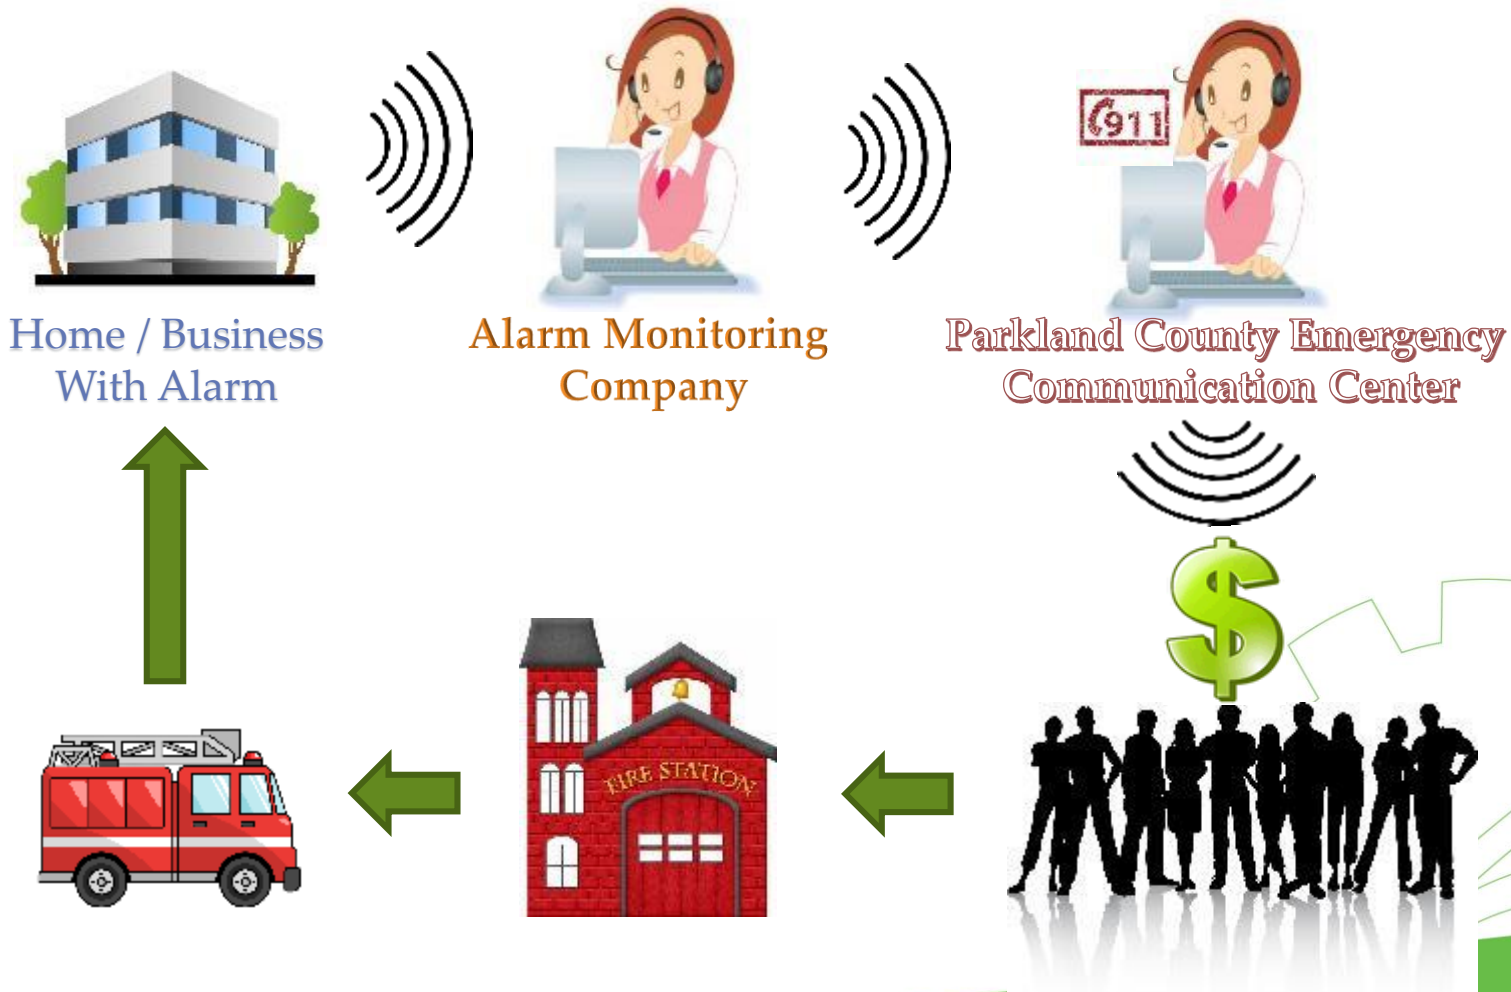 911
Home / Business
With Alarm
Alarm Monitoring
Company
Parkland County Emergency
Communication Center
$
FIRE STATION